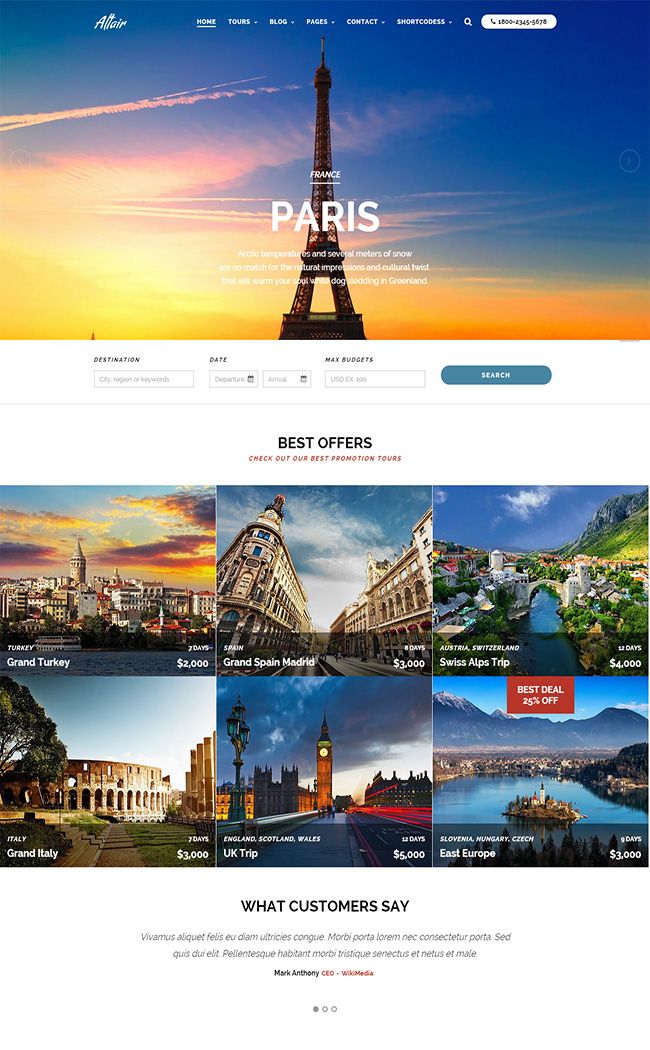 Altair
HOME TOURS BLOG PAGES CONTACT SHORTCODESS 1800-2345-5678
FRANCE
PARIS
Arctic temperatures and several meters of snow
are no match for the natural impressions and cultural twist
that will warm your soul while dog sledding in Greenland.
DESTINATION DATE MAX BUDGETS
City, region or keywords Departure Arrival USD EX. 100 SEARCH
BEST OFFERS
CHECK OUT OUR BEST PROMOTION TOURS
TURKEY 7 DAYS
Grand Turkey $2,000
SPAIN 8 DAYS
Grand Spain Madrid $3,000
AUSTRIA, SWITZERLAND 12 DAYS
Swiss Alps Trip $4,000
BEST DEAL
25% OFF
ITALY 7 DAYS
Grand Italy $3,000
ENGLAND, SCOTLAND, WALES 12 DAYS
UK Trip $5,000
SLOVENIA, HUNGARY, CZECH 9 DAYS
East Europe $3,000
WHAT CUSTOMERS SAY
Vivamus aliquet felis eu diam ultricies congue. Morbi porta lorem nec consectetur porta. Sed
quis dui elit. Pellentesque habitant morbi tristique senectus et netus et male.
Mark Anthony CEO - WikiMedia